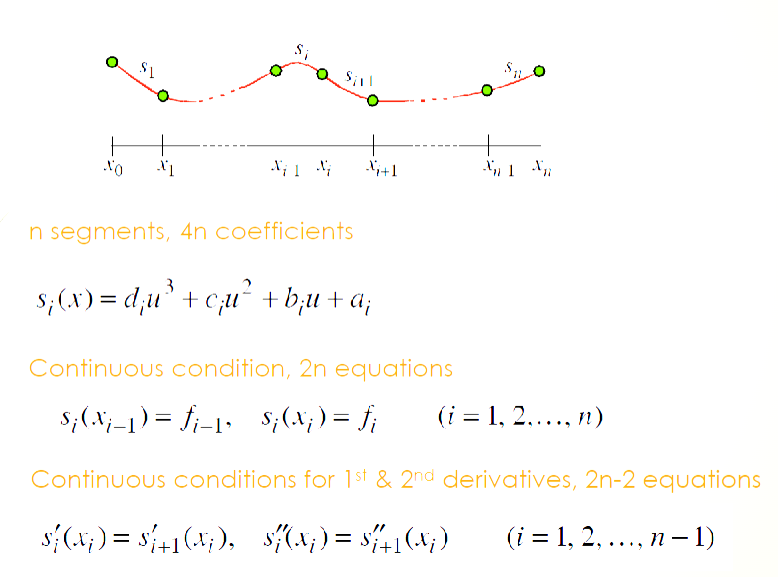 s₁ sᵢ sᵢ₊₁ sₙ
x₀ x₁ xᵢ₋₁ xᵢ xᵢ₊₁ xₙ₋₁ xₙ
n segments, 4n coefficients
sᵢ(x) = dᵢu³ + cᵢu² + bᵢu + aᵢ
Continuous condition, 2n equations
sᵢ(xᵢ₋₁) = fᵢ₋₁, sᵢ(xᵢ) = fᵢ (i = 1, 2,…, n)
Continuous conditions for 1st & 2nd derivatives, 2n-2 equations
s′ᵢ(xᵢ) = s′ᵢ₊₁(xᵢ), s″ᵢ(xᵢ) = s″ᵢ₊₁(xᵢ) (i = 1, 2, …, n − 1)